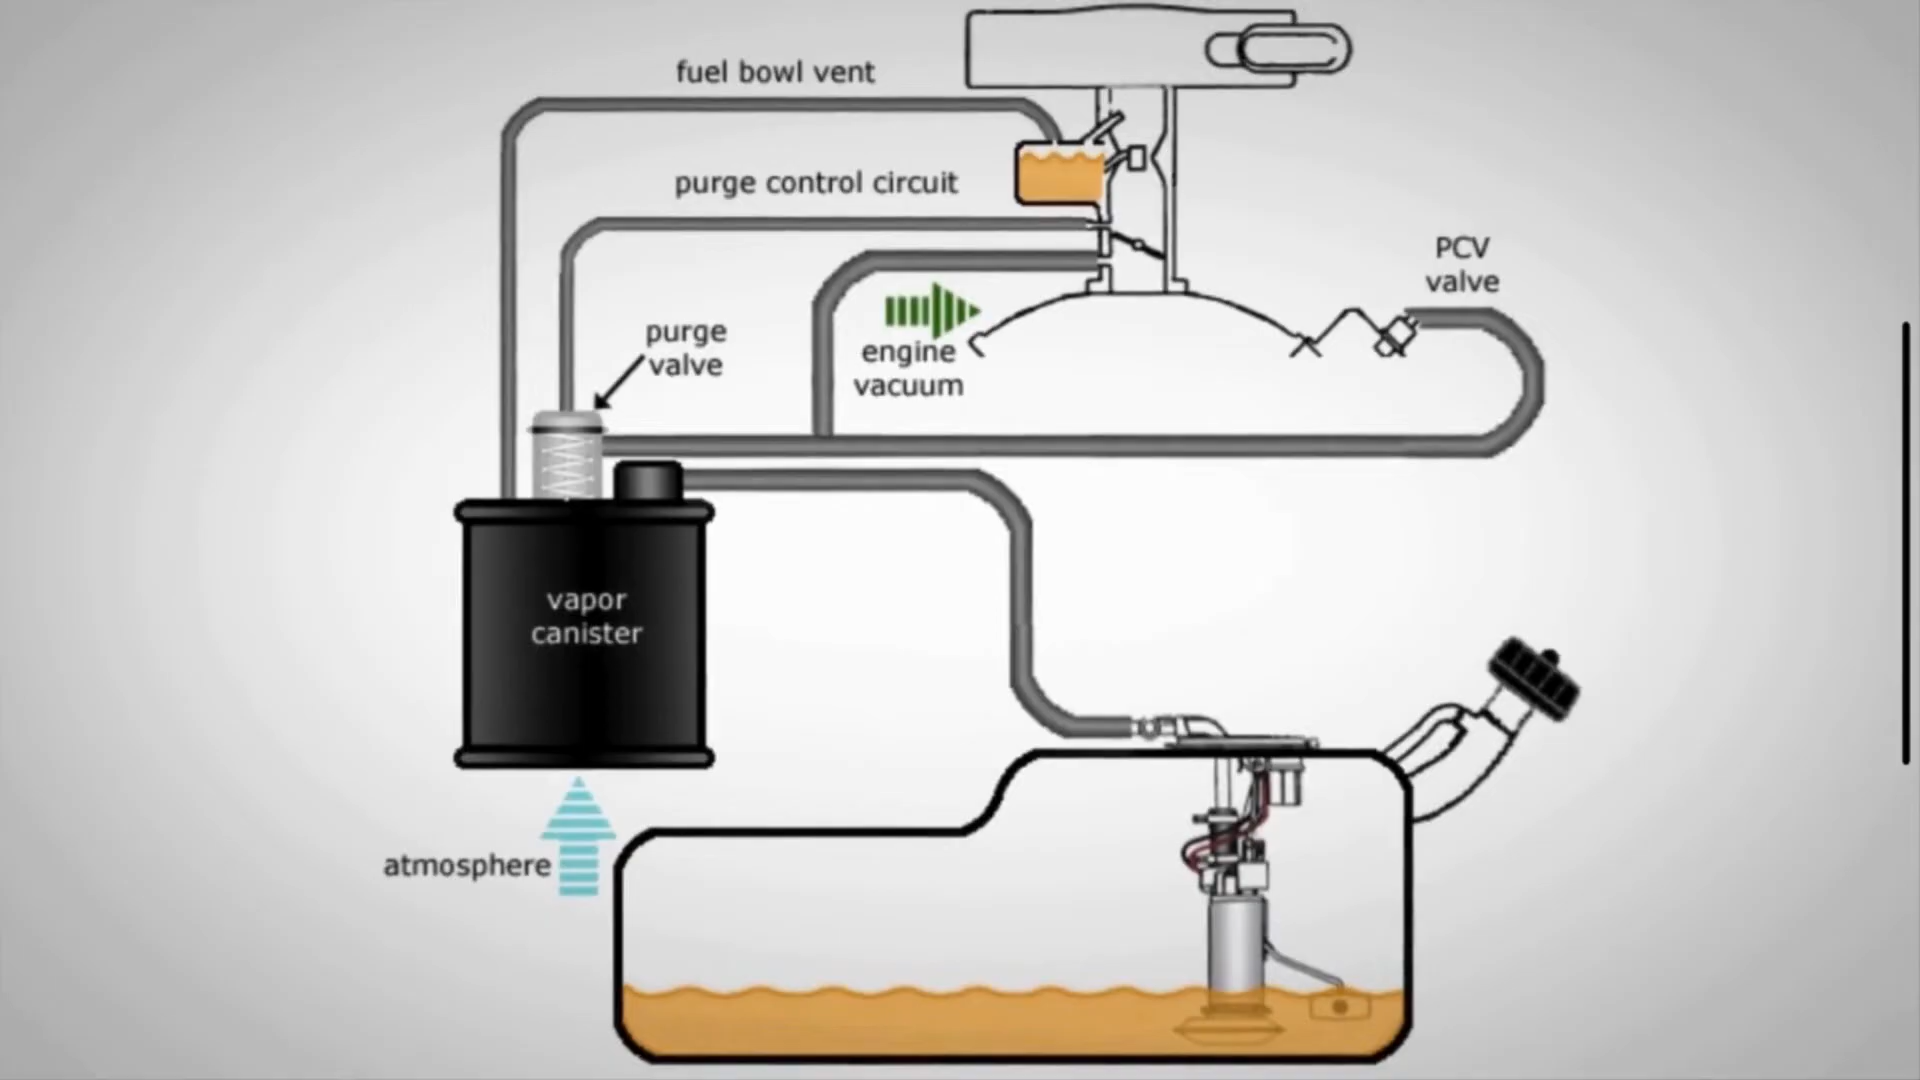 fuel bowl vent
purge control circuit
PCV
valve
purge
valve
engine
vacuum
vapor
canister
atmosphere